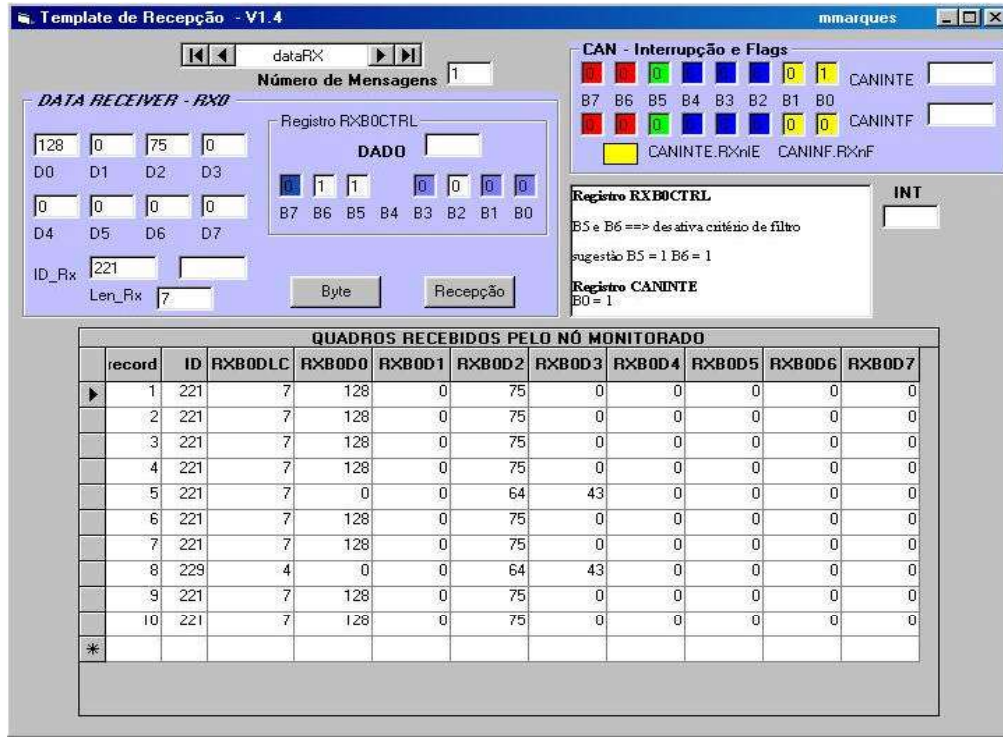 Template de Recepção - V1.4
mmarques
dataRX
Número de Mensagens 1
DATA RECEIVER - RX0
128 0 75 0
D0 D1 D2 D3
0 0 0 0
D4 D5 D6 D7
ID_Rx 221
Len_Rx 7
Registro RXB0CTRL
DADO
0 1 1 0 0 0 0
B7 B6 B5 B4 B3 B2 B1 B0
Byte
Recepção
CAN - Interrupção e Flags
0 0 0 0 0 0 0 1 CANINTE
B7 B6 B5 B4 B3 B2 B1 B0
0 0 0 0 0 0 0 0 CANINTF
CANINTE.RXnIE CANINF.RXnF
Registro RXB0CTRL
B5 e B6 ==> desativa critério de filtro
sugestão B5 = 1 B6 = 1
Registro CANINTE
B0 = 1
INT
QUADROS RECEBIDOS PELO NÓ MONITORADO
record ID RXB0DLC RXB0D0 RXB0D1 RXB0D2 RXB0D3 RXB0D4 RXB0D5 RXB0D6 RXB0D7
1 221 7 128 0 75 0 0 0 0 0
2 221 7 128 0 75 0 0 0 0 0
3 221 7 128 0 75 0 0 0 0 0
4 221 7 128 0 75 0 0 0 0 0
5 221 7 0 0 64 43 0 0 0 0
6 221 7 128 0 75 0 0 0 0 0
7 221 7 128 0 75 0 0 0 0 0
8 229 4 0 0 64 43 0 0 0 0
9 221 7 128 0 75 0 0 0 0 0
10 221 7 128 0 75 0 0 0 0 0